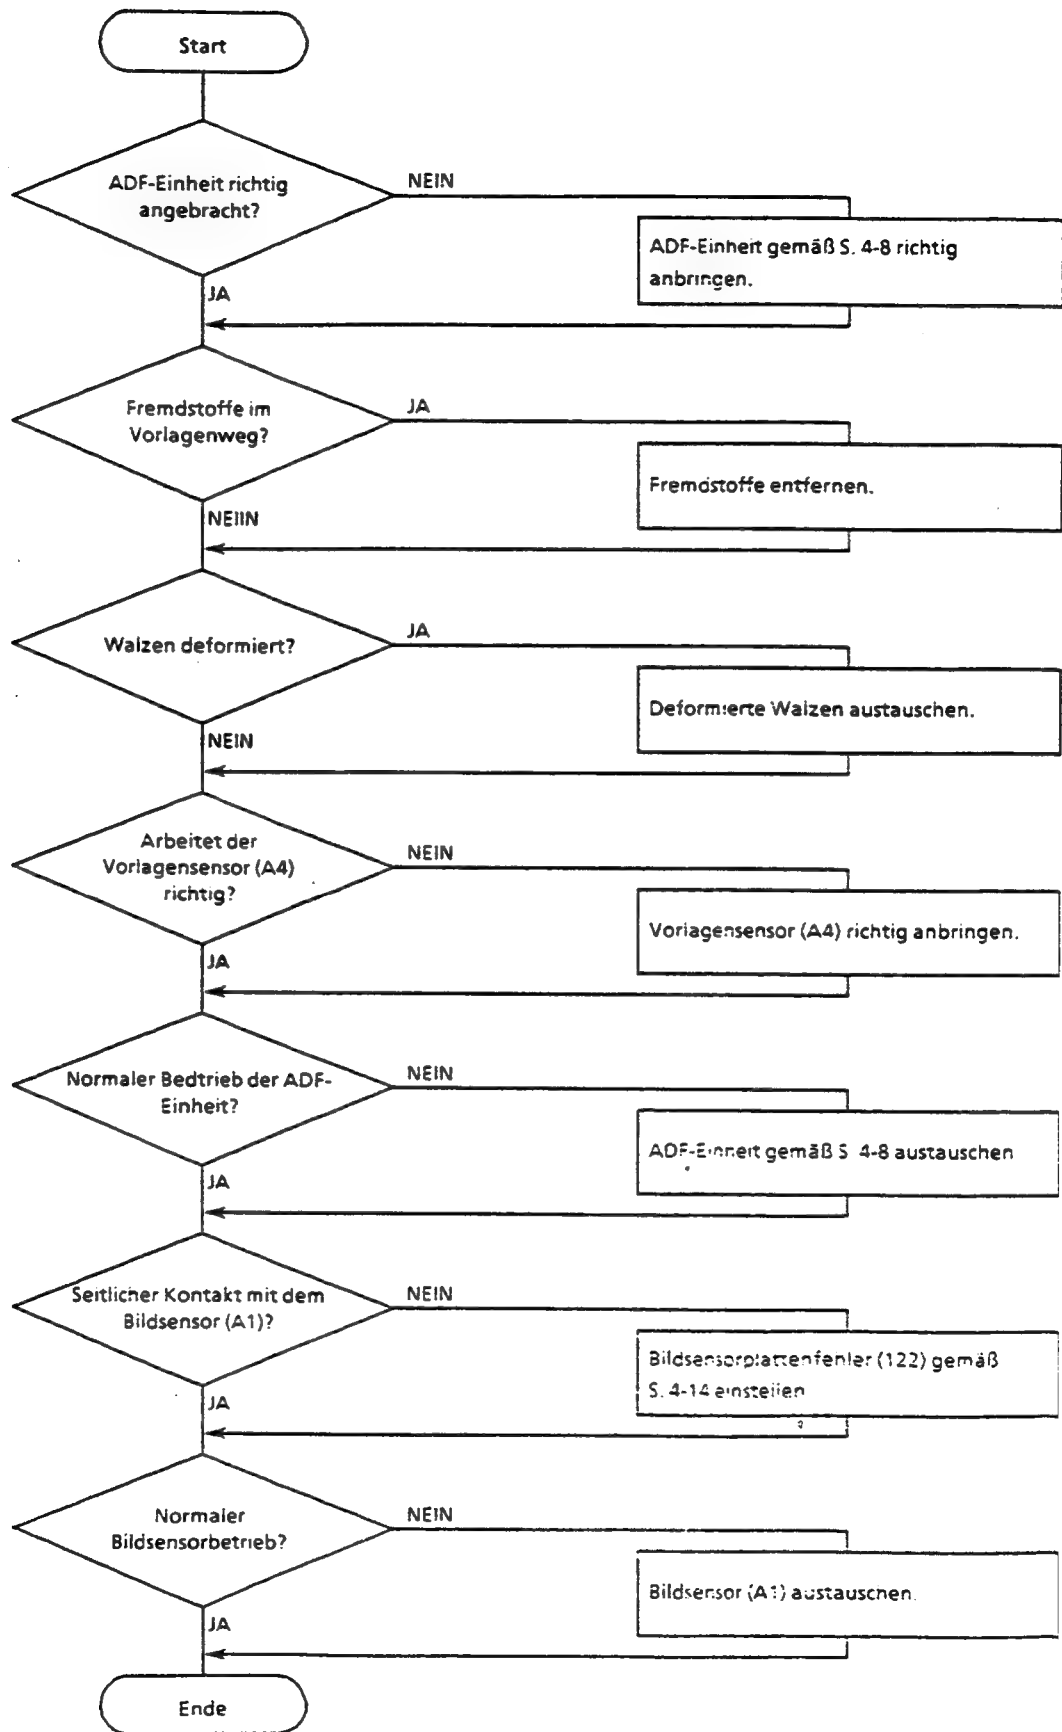 Start
ADF-Einheit richtig
angebracht?
NEIN
ADF-Einheit gemäß S. 4-8 richtig
anbringen.
JA
Fremdstoffe im
Vorlagenweg?
JA
Fremdstoffe entfernen.
NEIIN
Walzen deformiert?
JA
Deformierte Walzen austauschen.
NEIN
Arbeitet der
Vorlagensensor (A4)
richtig?
NEIN
Vorlagensensor (A4) richtig anbringen.
JA
Normaler Bedtrieb der ADF-
Einheit?
NEIN
ADF-Einheit gemäß S 4-8 austauschen
JA
Seitlicher Kontakt mit dem
Bildsensor (A1)?
NEIN
Bildsensorplattenfehler (122) gemäß
S. 4-14 einstellen
JA
Normaler
Bildsensorbetrieb?
NEIN
Bildsensor (A1) austauschen.
JA
Ende